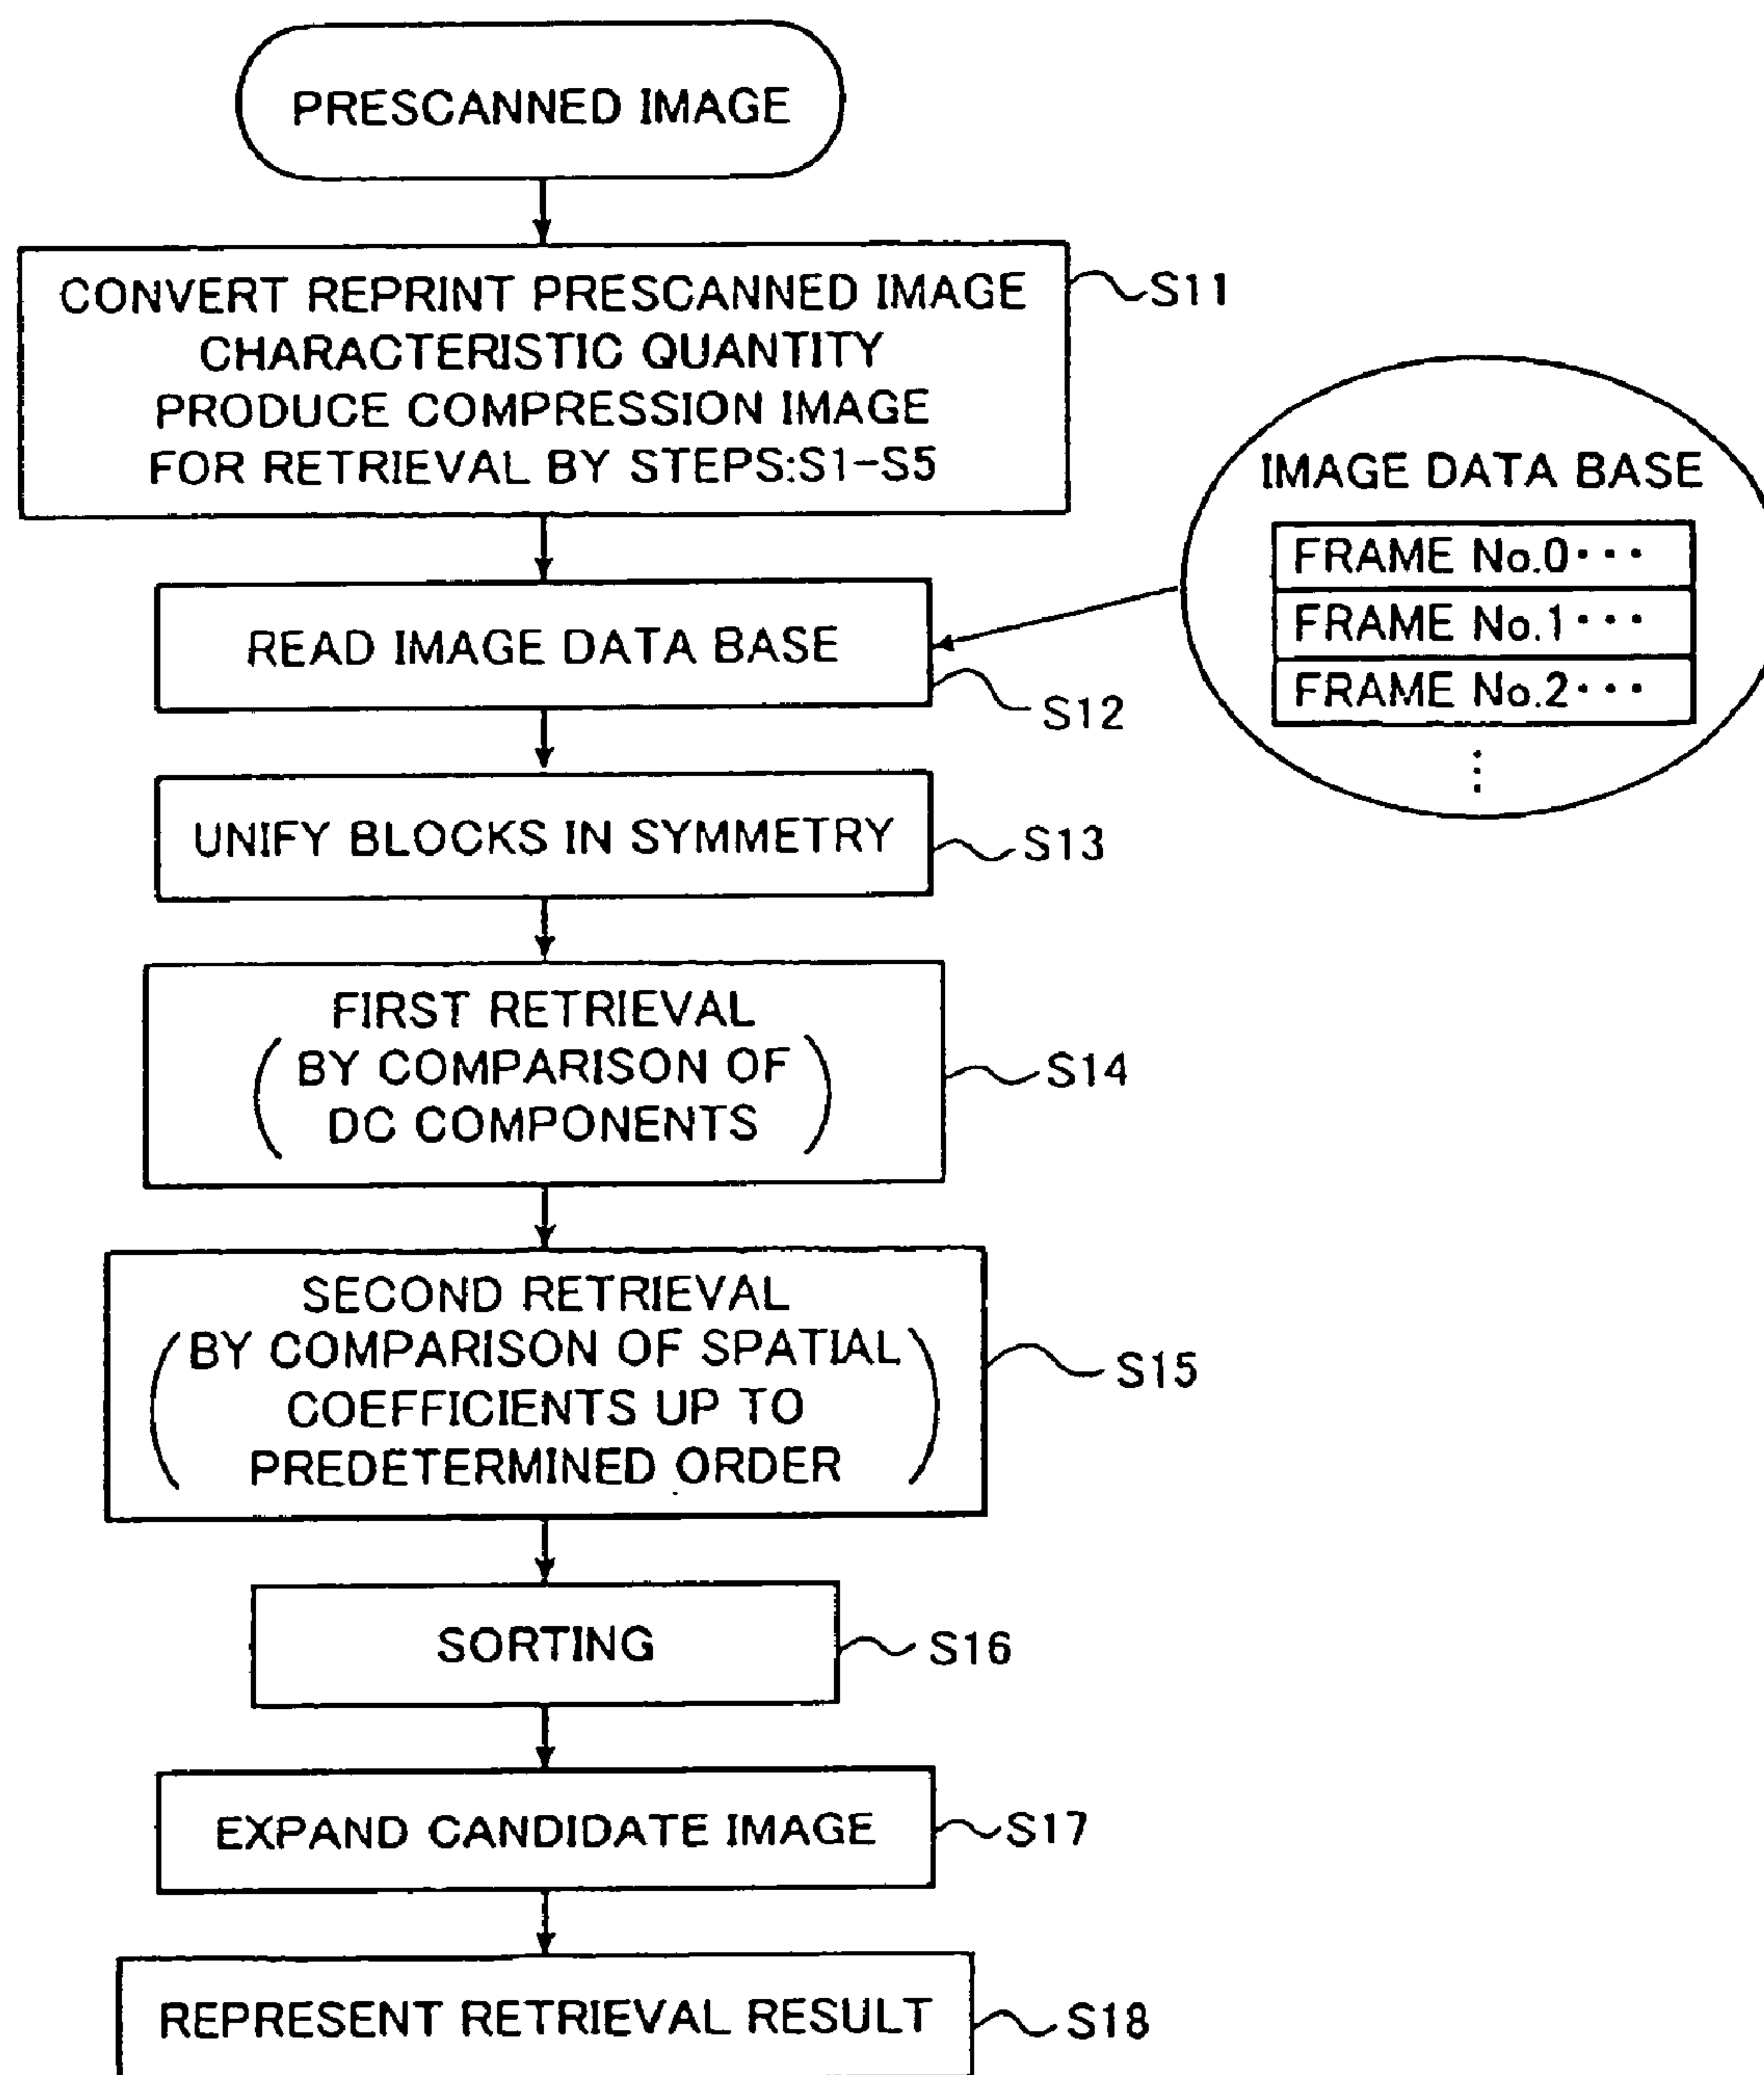 PRESCANNED IMAGE
CONVERT REPRINT PRESCANNED IMAGE
CHARACTERISTIC QUANTITY
PRODUCE COMPRESSION IMAGE
FOR RETRIEVAL BY STEPS:S1-S5
S11
IMAGE DATA BASE
FRAME No.0···
FRAME No.1···
FRAME No.2···
⋮
READ IMAGE DATA BASE
S12
UNIFY BLOCKS IN SYMMETRY
S13
FIRST RETRIEVAL
(BY COMPARISON OF
DC COMPONENTS)
S14
SECOND RETRIEVAL
(BY COMPARISON OF SPATIAL
COEFFICIENTS UP TO
PREDETERMINED ORDER)
S15
SORTING
S16
EXPAND CANDIDATE IMAGE
S17
REPRESENT RETRIEVAL RESULT
S18